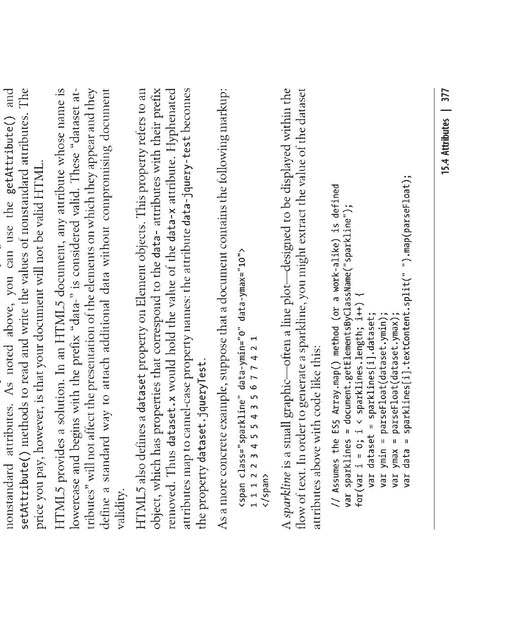 nonstandard attributes. As noted above, you can use the getAttribute() and
setAttribute() methods to read and write the values of nonstandard attributes. The
price you pay, however, is that your document will not be valid HTML.
HTML5 provides a solution. In an HTML5 document, any attribute whose name is
lowercase and begins with the prefix “data-” is considered valid. These “dataset at-
tributes” will not affect the presentation of the elements on which they appear and they
define a standard way to attach additional data without compromising document
validity.
HTML5 also defines a dataset property on Element objects. This property refers to an
object, which has properties that correspond to the data- attributes with their prefix
removed. Thus dataset.x would hold the value of the data-x attribute. Hyphenated
attributes map to camel-case property names: the attribute data-jquery-test becomes
the property dataset.jqueryTest.
As a more concrete example, suppose that a document contains the following markup:
<span class="sparkline" data-ymin="0" data-ymax="10">
1 1 1 2 2 3 4 5 5 4 3 5 6 7 7 4 2 1
</span>
A sparkline is a small graphic—often a line plot—designed to be displayed within the
flow of text. In order to generate a sparkline, you might extract the value of the dataset
attributes above with code like this:
// Assumes the ES5 Array.map() method (or a work-alike) is defined
var sparklines = document.getElementsByClassName("sparkline");
for(var i = 0; i < sparklines.length; i++) {
var dataset = sparklines[i].dataset;
var ymin = parseFloat(dataset.ymin);
var ymax = parseFloat(dataset.ymax);
var data = sparklines[i].textContent.split(" ").map(parseFloat);
15.4 Attributes | 377